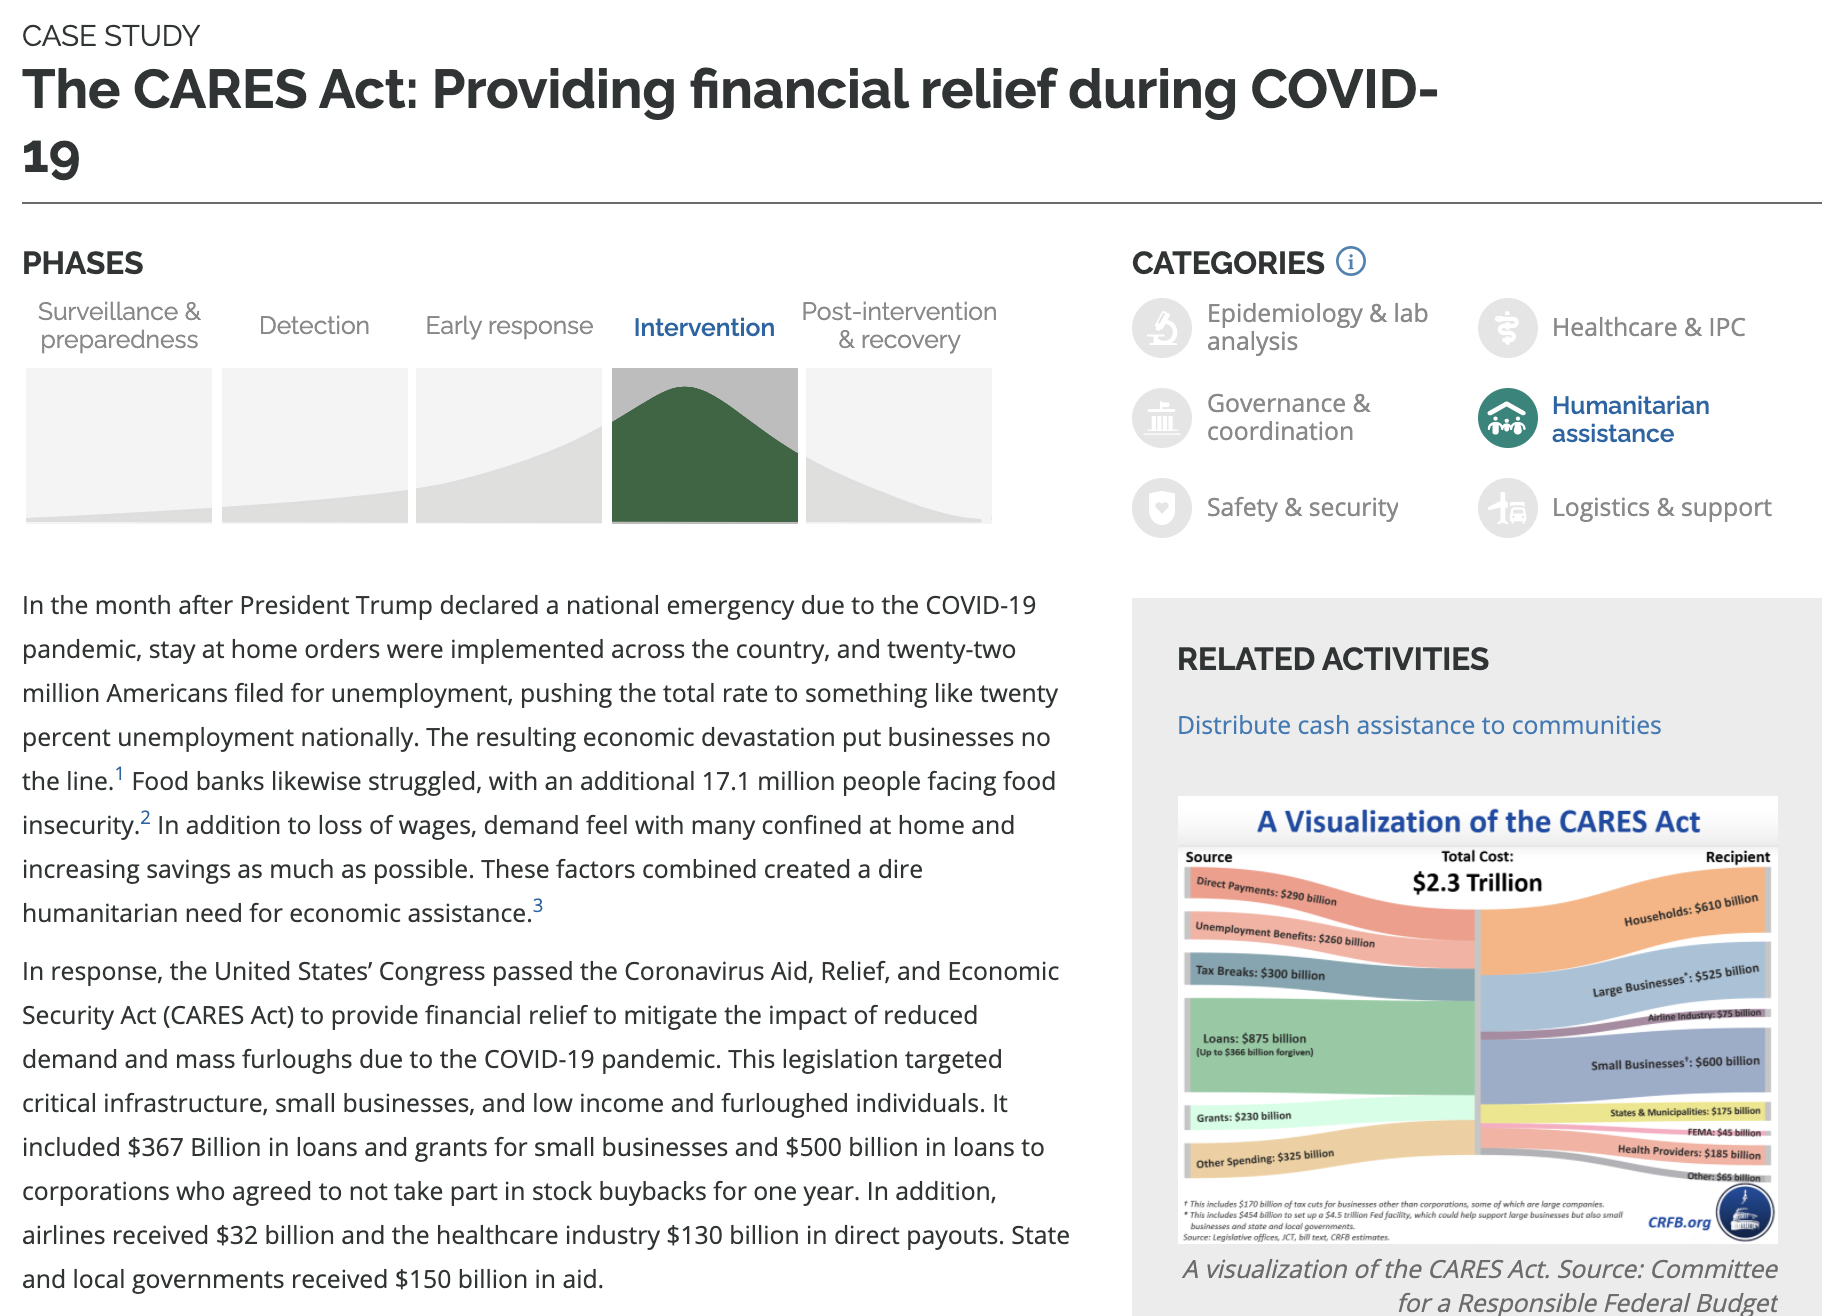 CASE STUDY
The CARES Act: Providing financial relief during COVID-
19
PHASES
Surveillance &
preparedness
Detection
Early response
Intervention
Post-intervention
& recovery
CATEGORIES i
Epidemiology & lab
analysis
Healthcare & IPC
Governance &
coordination
Humanitarian
assistance
Safety & security
Logistics & support
In the month after President Trump declared a national emergency due to the COVID-19
pandemic, stay at home orders were implemented across the country, and twenty-two
million Americans filed for unemployment, pushing the total rate to something like twenty
percent unemployment nationally. The resulting economic devastation put businesses no
the line.1 Food banks likewise struggled, with an additional 17.1 million people facing food
insecurity.2 In addition to loss of wages, demand feel with many confined at home and
increasing savings as much as possible. These factors combined created a dire
humanitarian need for economic assistance.3
In response, the United States’ Congress passed the Coronavirus Aid, Relief, and Economic
Security Act (CARES Act) to provide financial relief to mitigate the impact of reduced
demand and mass furloughs due to the COVID-19 pandemic. This legislation targeted
critical infrastructure, small businesses, and low income and furloughed individuals. It
included $367 Billion in loans and grants for small businesses and $500 billion in loans to
corporations who agreed to not take part in stock buybacks for one year. In addition,
airlines received $32 billion and the healthcare industry $130 billion in direct payouts. State
and local governments received $150 billion in aid.
RELATED ACTIVITIES
Distribute cash assistance to communities
A Visualization of the CARES Act
Source
Total Cost:
$2.3 Trillion
Recipient
Direct Payments: $290 billion
Unemployment Benefits: $260 billion
Tax Breaks: $300 billion
Loans: $875 billion
(Up to $366 billion forgiven)
Grants: $230 billion
Other Spending: $325 billion
Households: $610 billion
Large Businesses*: $525 billion
Airline Industry: $75 billion
Small Businesses†: $600 billion
States & Municipalities: $175 billion
FEMA: $45 billion
Health Providers: $185 billion
Other: $65 billion
† This includes $170 billion of tax cuts for businesses other than corporations, some of which are large companies.
* This includes $454 billion to set up a $4.5 trillion Fed facility, which could help support large businesses but also small
businesses and state and local governments.
Source: Legislative offices, JCT, bill text, CRFB estimates.
CRFB.org
A visualization of the CARES Act. Source: Committee
for a Responsible Federal Budget